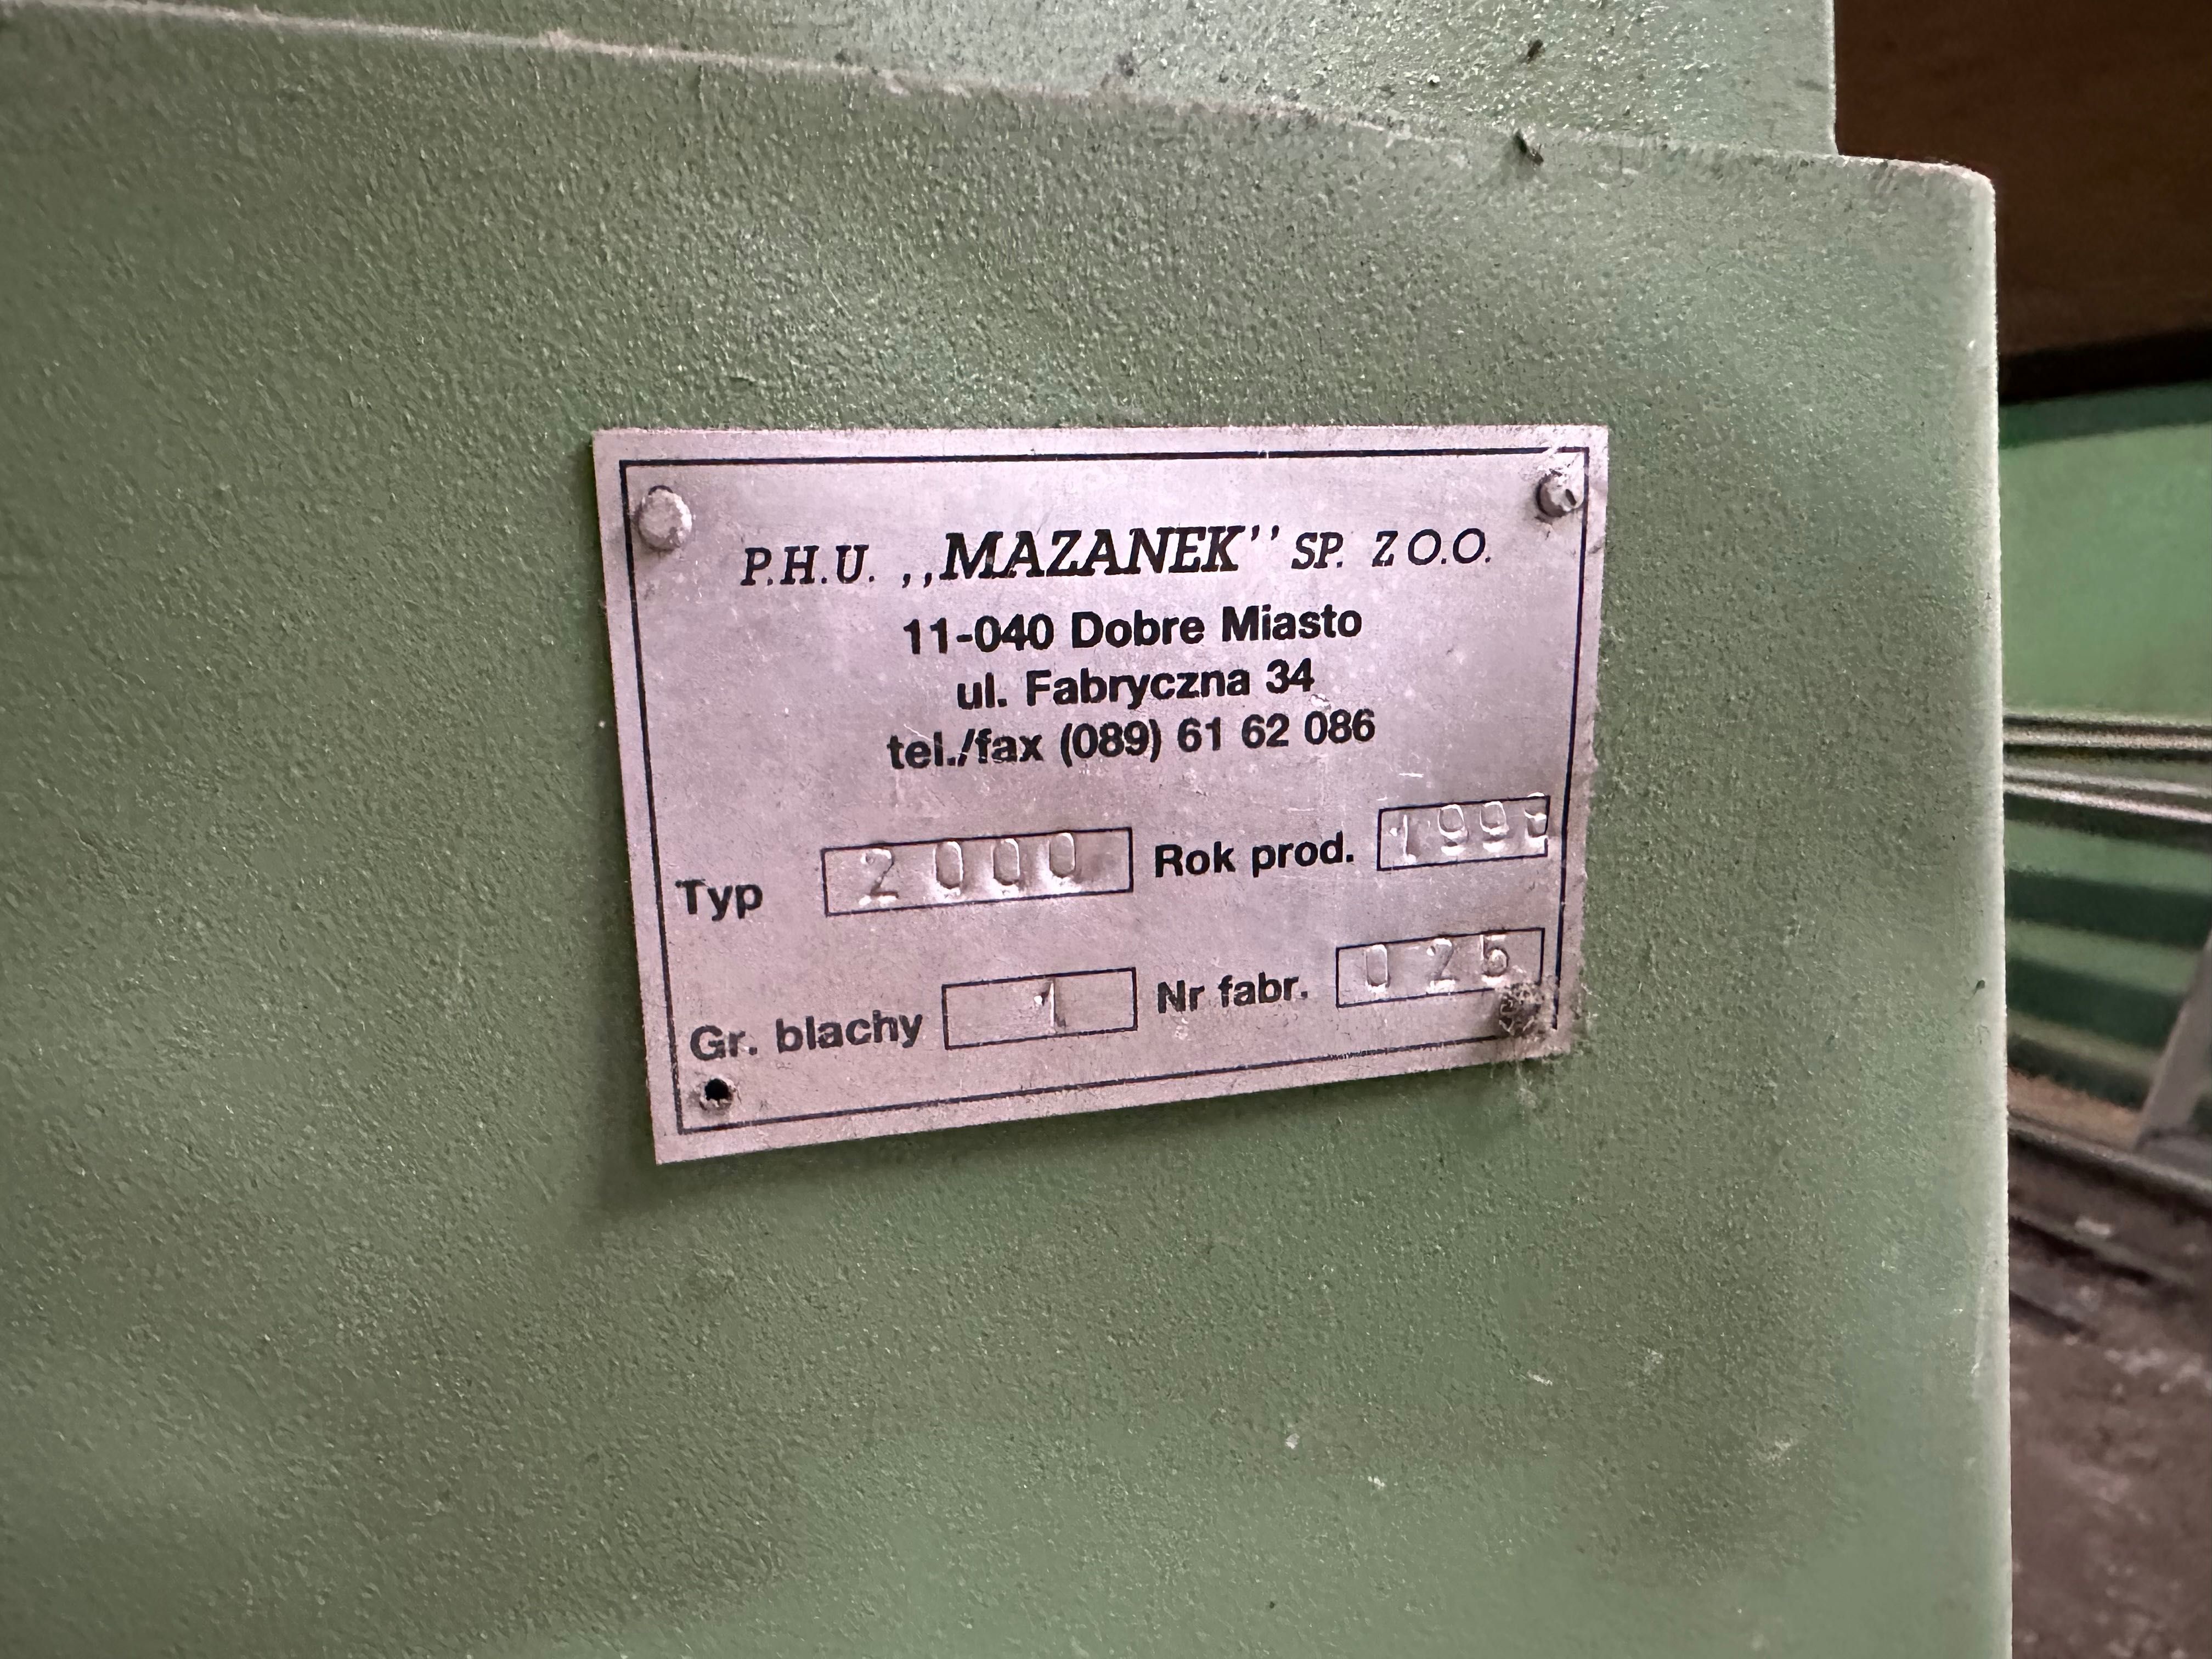 P.H.U. ,,MAZANEK'' SP. Z O.O.
11-040 Dobre Miasto
ul. Fabryczna 34
tel./fax (089) 61 62 086
Typ 2000 Rok prod.
Gr. blachy 1 Nr fabr. 025